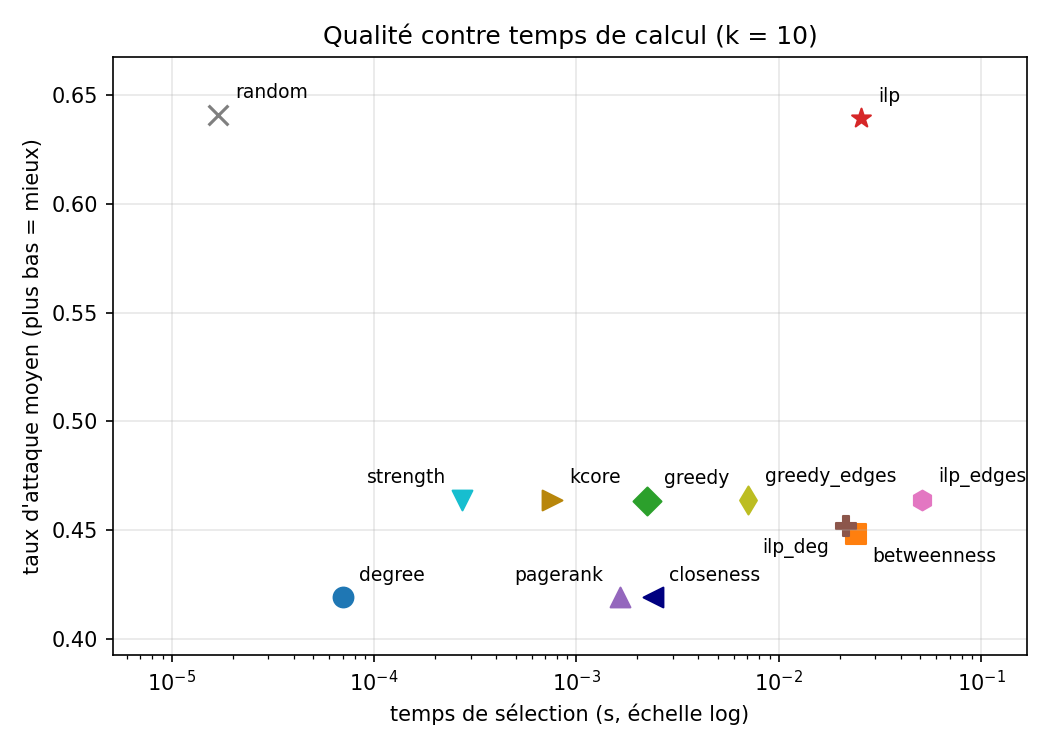 Qualité contre temps de calcul (k = 10)
taux d'attaque moyen (plus bas = mieux)
0.65
0.60
0.55
0.50
0.45
0.40
random
ilp
strength
kcore
greedy
greedy_edges
ilp_edges
ilp_deg
betweenness
degree
pagerank
closeness
10⁻⁵
10⁻⁴
10⁻³
10⁻²
10⁻¹
temps de sélection (s, échelle log)